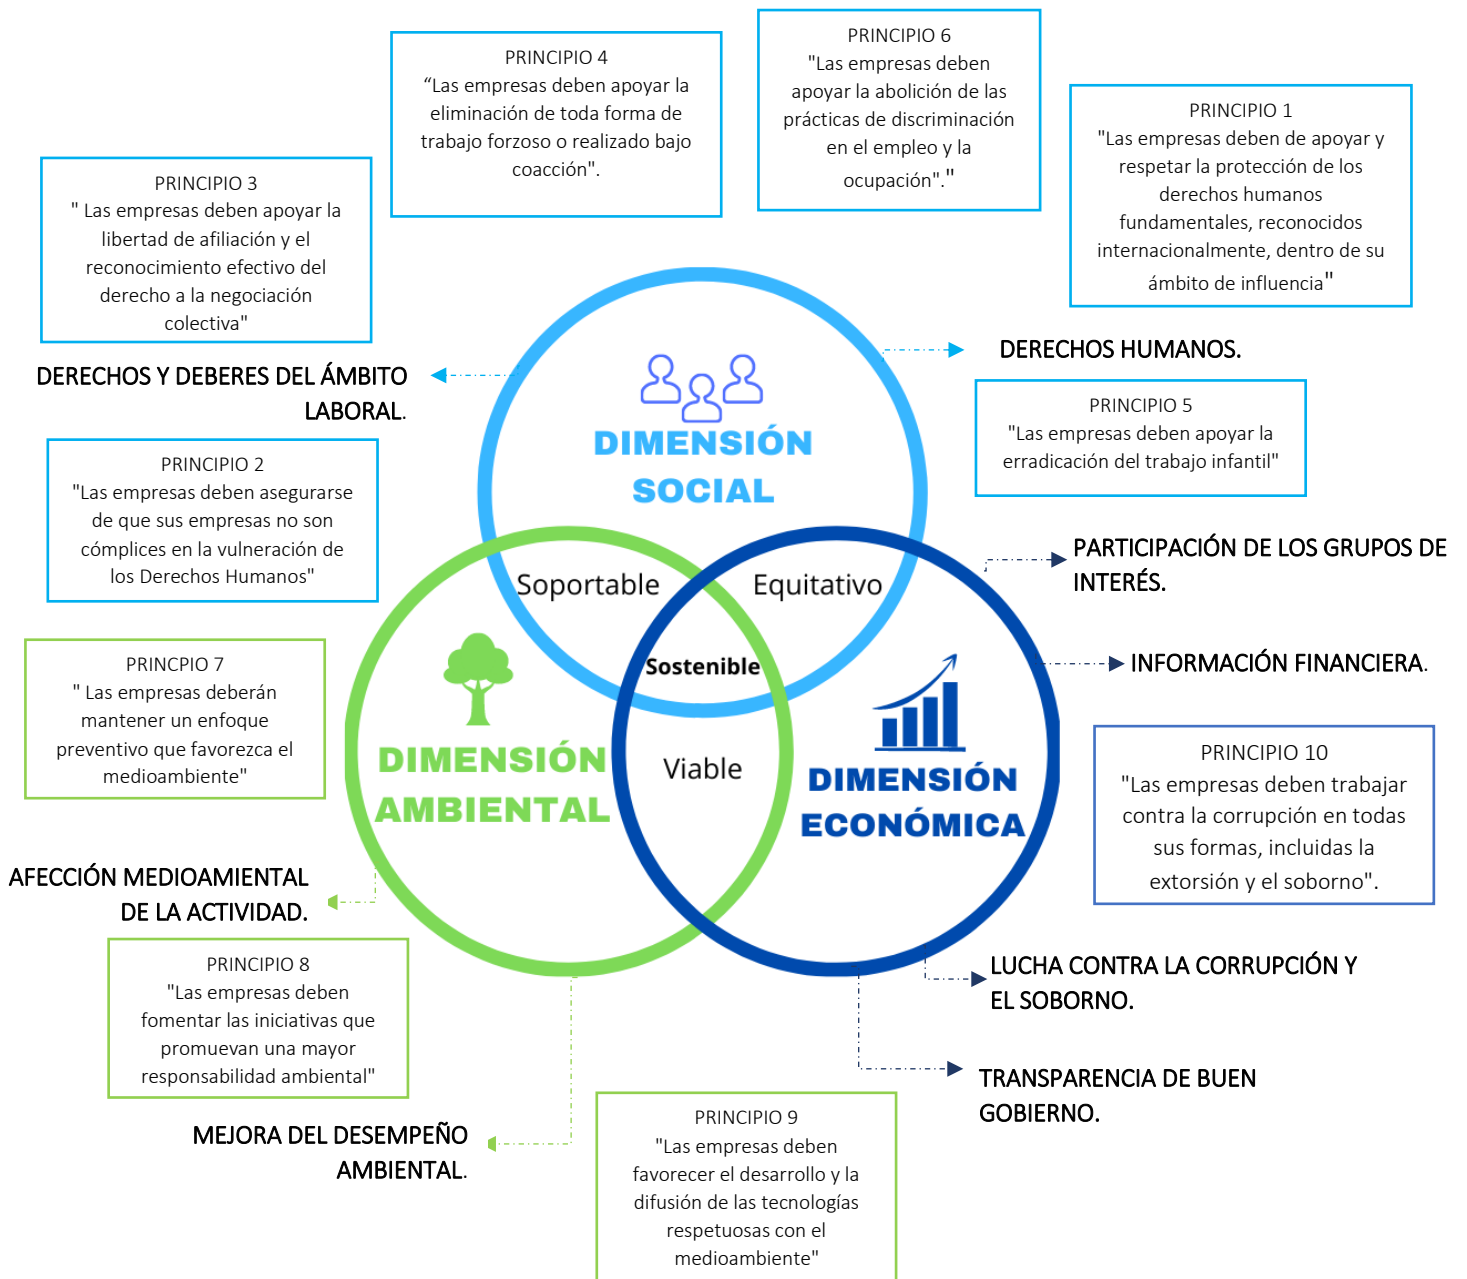 PRINCIPIO 4
“Las empresas deben apoyar la
eliminación de toda forma de
trabajo forzoso o realizado bajo
coacción".
PRINCIPIO 6
"Las empresas deben
apoyar la abolición de las
prácticas de discriminación
en el empleo y la
ocupación"."
PRINCIPIO 1
"Las empresas deben de apoyar y
respetar la protección de los
derechos humanos
fundamentales, reconocidos
internacionalmente, dentro de su
ámbito de influencia"
PRINCIPIO 3
" Las empresas deben apoyar la
libertad de afiliación y el
reconocimiento efectivo del
derecho a la negociación
colectiva"
DERECHOS Y DEBERES DEL ÁMBITO
LABORAL.
DERECHOS HUMANOS.
PRINCIPIO 5
"Las empresas deben apoyar la
erradicación del trabajo infantil"
DIMENSIÓN
SOCIAL
PRINCIPIO 2
"Las empresas deben asegurarse
de que sus empresas no son
cómplices en la vulneración de
los Derechos Humanos"
PARTICIPACIÓN DE LOS GRUPOS DE
INTERÉS.
Soportable
Equitativo
Sostenible
Viable
INFORMACIÓN FINANCIERA.
PRINCPIO 7
" Las empresas deberán
mantener un enfoque
preventivo que favorezca el
medioambiente"
DIMENSIÓN
AMBIENTAL
DIMENSIÓN
ECONÓMICA
PRINCIPIO 10
"Las empresas deben trabajar
contra la corrupción en todas
sus formas, incluidas la
extorsión y el soborno".
AFECCIÓN MEDIOAMIENTAL
DE LA ACTIVIDAD.
PRINCIPIO 8
"Las empresas deben
fomentar las iniciativas que
promuevan una mayor
responsabilidad ambiental"
LUCHA CONTRA LA CORRUPCIÓN Y
EL SOBORNO.
TRANSPARENCIA DE BUEN
GOBIERNO.
MEJORA DEL DESEMPEÑO
AMBIENTAL.
PRINCIPIO 9
"Las empresas deben
favorecer el desarrollo y la
difusión de las tecnologías
respetuosas con el
medioambiente"